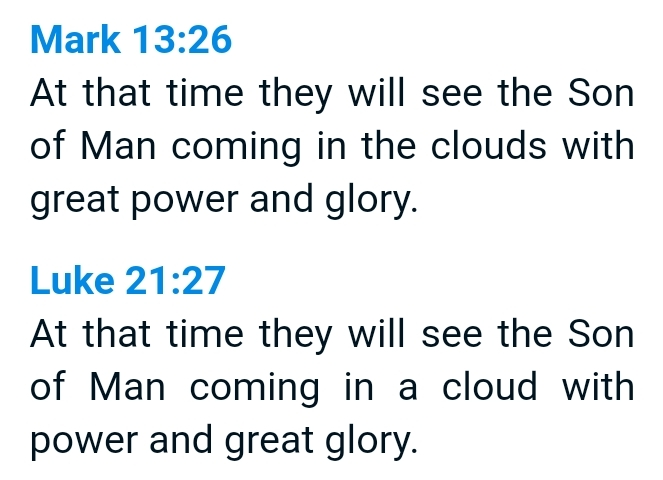 Mark 13:26
At that time they will see the Son
of Man coming in the clouds with
great power and glory.
Luke 21:27
At that time they will see the Son
of Man coming in a cloud with
power and great glory.